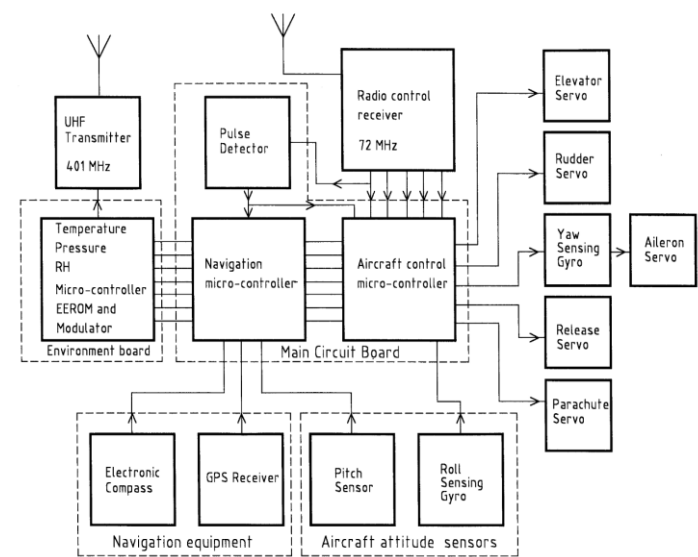 UHF
Transmitter
401 MHz
Pulse
Detector
Radio control
receiver
72 MHz
Elevator
Servo
Rudder
Servo
Yaw
Sensing
Gyro
Aileron
Servo
Release
Servo
Parachute
Servo
Temperature
Pressure
RH
Micro-controller
EEROM and
Modulator
Environment board
Navigation
micro-controller
Aircraft control
micro-controller
Main Circuit Board
Electronic
Compass
GPS Receiver
Navigation equipment
Pitch
Sensor
Roll
Sensing
Gyro
Aircraft attitude sensors